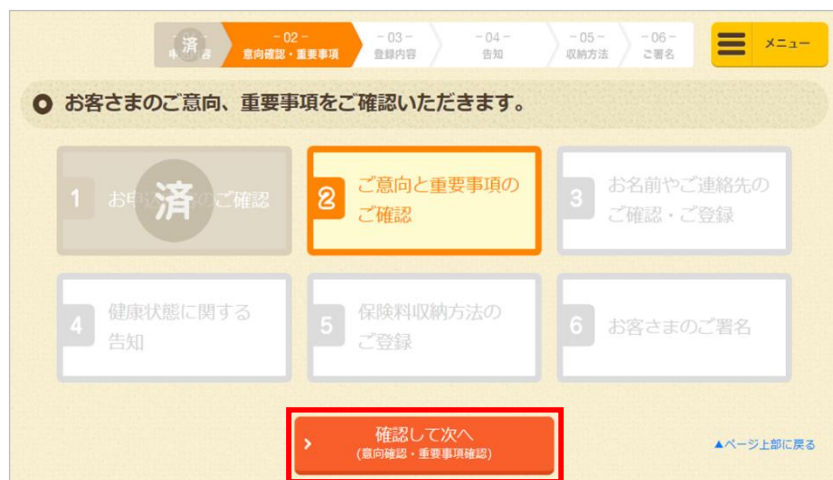 済
- 02 -
意向確認・重要事項
- 03 -
登録内容
- 04 -
告知
- 05 -
収納方法
- 06 -
ご署名
メニュー
お客さまのご意向、重要事項をご確認いただきます。
1 お申 済 のご確認
2 ご意向と重要事項の
ご確認
3 お名前やご連絡先の
ご確認・ご登録
4 健康状態に関する
告知
5 保険料収納方法の
ご登録
6 お客さまのご署名
確認して次へ
(意向確認・重要事項確認)
▲ページ上部に戻る